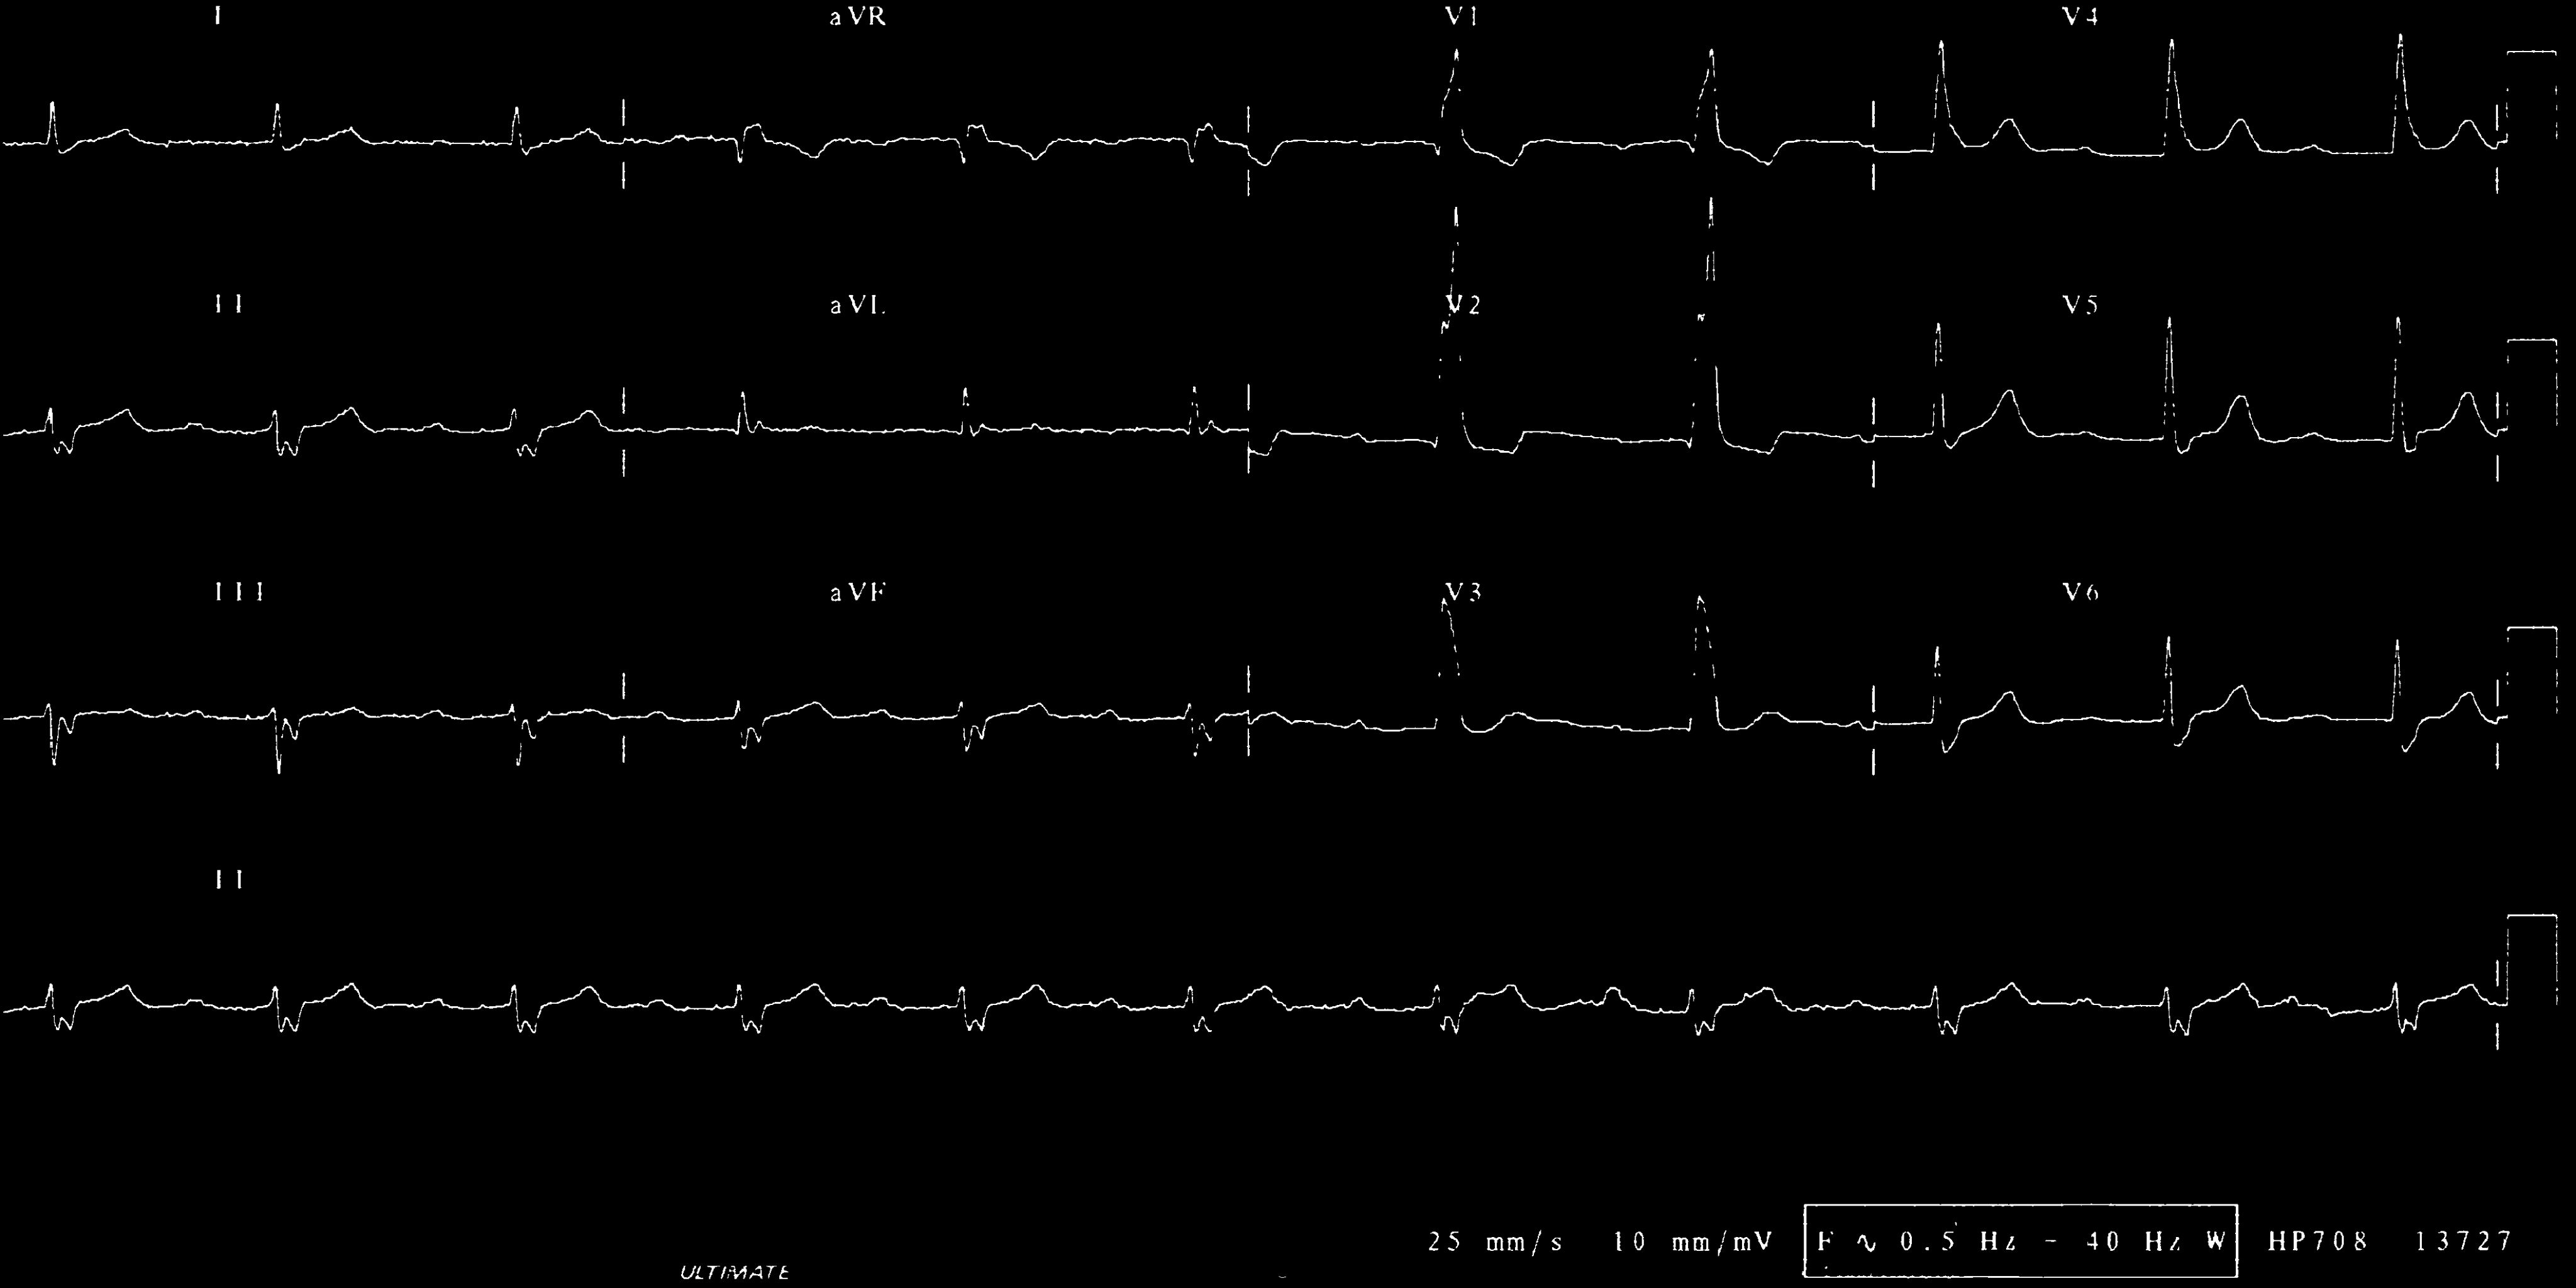 I aVR V1 V4
II aVL V2 V5
III aVF V3 V6
II
25 mm/s 10 mm/mV F ∿ 0.5 Hz - 40 Hz W HP708 13727
ULTIMATE